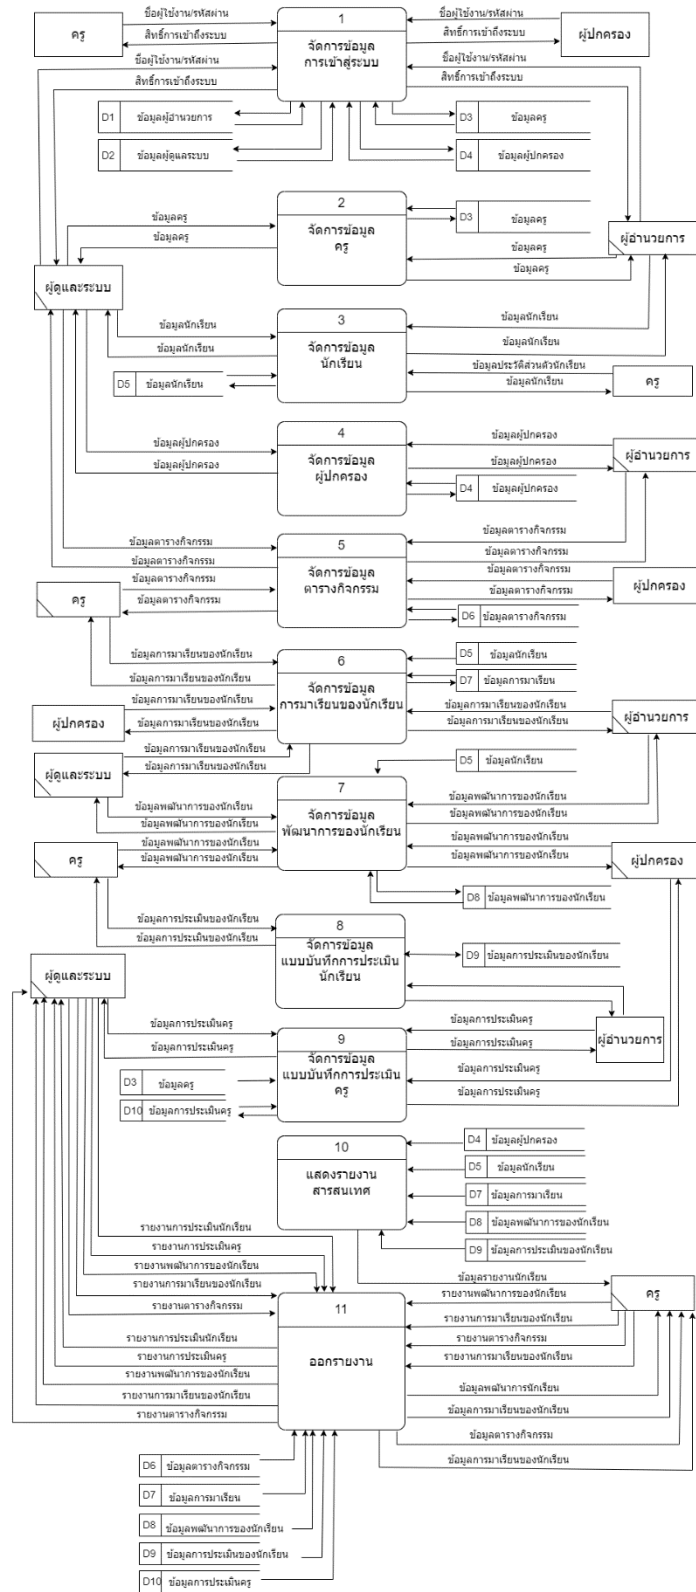 ชื่อผู้ใช้งาน/รหัสผ่าน
1
ชื่อผู้ใช้งาน/รหัสผ่าน
ครู
สิทธิ์การเข้าถึงระบบ
จัดการข้อมูล
การเข้าสู่ระบบ
สิทธิ์การเข้าถึงระบบ
ผู้ปกครอง
ชื่อผู้ใช้งาน/รหัสผ่าน
ชื่อผู้ใช้งาน/รหัสผ่าน
สิทธิ์การเข้าถึงระบบ
สิทธิ์การเข้าถึงระบบ
D1 ข้อมูลผู้อำนวยการ
D3 ข้อมูลครู
D2 ข้อมูลผู้ดูแลระบบ
D4 ข้อมูลผู้ปกครอง
2
จัดการข้อมูล
ครู
ข้อมูลครู
ข้อมูลครู
D3 ข้อมูลครู
ข้อมูลครู
ข้อมูลครู
ผู้อำนวยการ
ผู้ดูและระบบ
3
จัดการข้อมูล
นักเรียน
ข้อมูลนักเรียน
ข้อมูลนักเรียน
ข้อมูลนักเรียน
ข้อมูลนักเรียน
D5 ข้อมูลนักเรียน
ข้อมูลประวัติส่วนตัวนักเรียน
ข้อมูลนักเรียน
ครู
4
จัดการข้อมูล
ผู้ปกครอง
ข้อมูลผู้ปกครอง
ข้อมูลผู้ปกครอง
ข้อมูลผู้ปกครอง
ข้อมูลผู้ปกครอง
ผู้อำนวยการ
D4 ข้อมูลผู้ปกครอง
5
จัดการข้อมูล
ตารางกิจกรรม
ข้อมูลตารางกิจกรรม
ข้อมูลตารางกิจกรรม
ข้อมูลตารางกิจกรรม
ข้อมูลตารางกิจกรรม
ครู
ข้อมูลตารางกิจกรรม
ข้อมูลตารางกิจกรรม
ข้อมูลตารางกิจกรรม
ข้อมูลตารางกิจกรรม
ผู้ปกครอง
D6 ข้อมูลตารางกิจกรรม
6
จัดการข้อมูล
การมาเรียนของนักเรียน
ข้อมูลการมาเรียนของนักเรียน
ข้อมูลการมาเรียนของนักเรียน
D5 ข้อมูลนักเรียน
D7 ข้อมูลการมาเรียน
ผู้ปกครอง
ข้อมูลการมาเรียนของนักเรียน
ข้อมูลการมาเรียนของนักเรียน
ข้อมูลการมาเรียนของนักเรียน
ข้อมูลการมาเรียนของนักเรียน
ผู้อำนวยการ
ผู้ดูและระบบ
ข้อมูลการมาเรียนของนักเรียน
ข้อมูลการมาเรียนของนักเรียน
D5 ข้อมูลนักเรียน
7
จัดการข้อมูล
พัฒนาการของนักเรียน
ข้อมูลพฒันาการของนักเรียน
ข้อมูลพฒันาการของนักเรียน
ข้อมูลพฒันาการของนักเรียน
ข้อมูลพฒันาการของนักเรียน
ครู
ข้อมูลพฒันาการของนักเรียน
ข้อมูลพฒันาการของนักเรียน
ข้อมูลพฒันาการของนักเรียน
ข้อมูลพฒันาการของนักเรียน
ผู้ปกครอง
D8 ข้อมูลพฒันาการของนักเรียน
8
จัดการข้อมูล
แบบบันทึกการประเมิน
นักเรียน
ข้อมูลการประเมินของนักเรียน
ข้อมูลการประเมินของนักเรียน
D9 ข้อมูลการประเมินของนักเรียน
ผู้ดูและระบบ
ผู้อำนวยการ
9
จัดการข้อมูล
แบบบันทึกการประเมิน
ครู
ข้อมูลการประเมินครู
ข้อมูลการประเมินครู
ข้อมูลการประเมินครู
ข้อมูลการประเมินครู
ข้อมูลการประเมินครู
ข้อมูลการประเมินครู
D3 ข้อมูลครู
D10 ข้อมูลการประเมินครู
10
แสดงรายงาน
สารสนเทศ
D4 ข้อมูลผู้ปกครอง
D5 ข้อมูลนักเรียน
D7 ข้อมูลการมาเรียน
D8 ข้อมูลพฒันาการของนักเรียน
D9 ข้อมูลการประเมินของนักเรียน
รายงานการประเมินนักเรียน
รายงานการประเมินครู
รายงานพฒันาการของนักเรียน
รายงานการมาเรียนของนักเรียน
รายงานตารางกิจกรรม
รายงานการประเมินนักเรียน
รายงานการประเมินครู
รายงานพฒันาการของนักเรียน
รายงานการมาเรียนของนักเรียน
รายงานตารางกิจกรรม
11
ออกรายงาน
ข้อมูลรายงานนักเรียน
รายงานพฒันาการของนักเรียน
ครู
รายงานการมาเรียนของนักเรียน
รายงานตารางกิจกรรม
รายงานการมาเรียนของนักเรียน
ข้อมูลพฒันาการนักเรียน
ข้อมูลการมาเรียนของนักเรียน
ข้อมูลตารางกิจกรรม
ข้อมูลการมาเรียนของนักเรียน
D6 ข้อมูลตารางกิจกรรม
D7 ข้อมูลการมาเรียน
D8 ข้อมูลพฒันาการของนักเรียน
D9 ข้อมูลการประเมินของนักเรียน
D10 ข้อมูลการประเมินครู